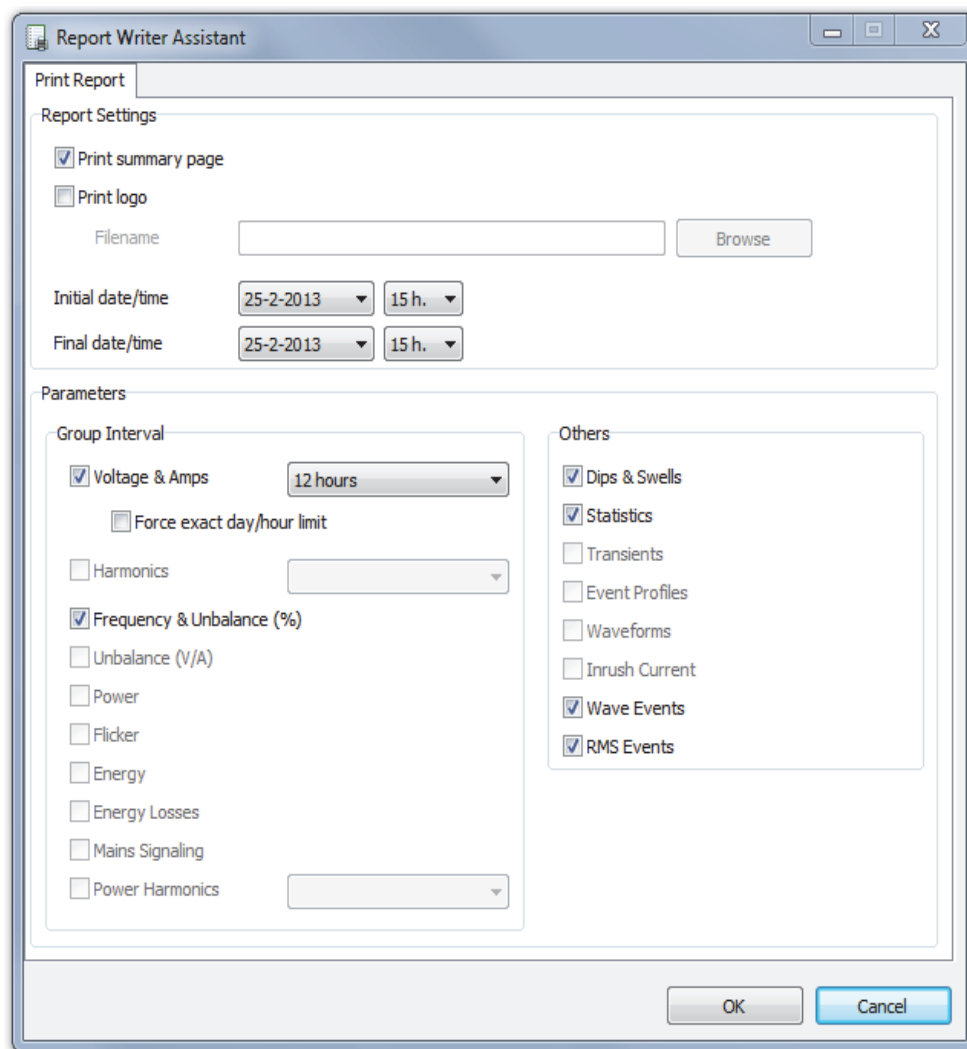 Report Writer Assistant
Print Report
Report Settings
Print summary page
Print logo
Filename
Browse
Initial date/time 25-2-2013 15 h.
Final date/time 25-2-2013 15 h.
Parameters
Group Interval
Voltage & Amps 12 hours
Force exact day/hour limit
Harmonics
Frequency & Unbalance (%)
Unbalance (V/A)
Power
Flicker
Energy
Energy Losses
Mains Signaling
Power Harmonics
Others
Dips & Swells
Statistics
Transients
Event Profiles
Waveforms
Inrush Current
Wave Events
RMS Events
OK Cancel